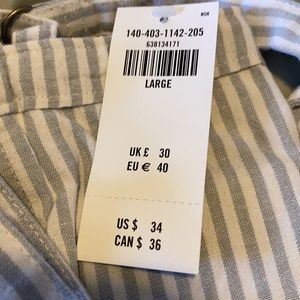 140-403-1142-205
638134171
LARGE
UK £ 30
EU € 40
US $ 34
CAN $ 36